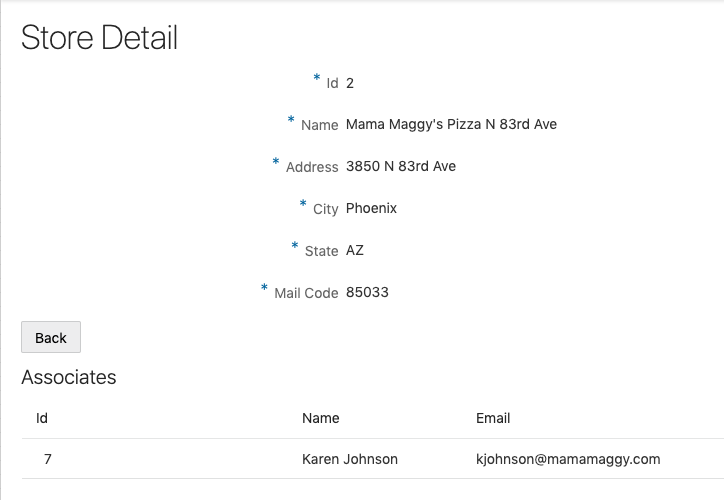 Store Detail
* Id 2
* Name Mama Maggy's Pizza N 83rd Ave
* Address 3850 N 83rd Ave
* City Phoenix
* State AZ
* Mail Code 85033
Back
Associates
Id Name Email
7 Karen Johnson kjohnson@mamamaggy.com